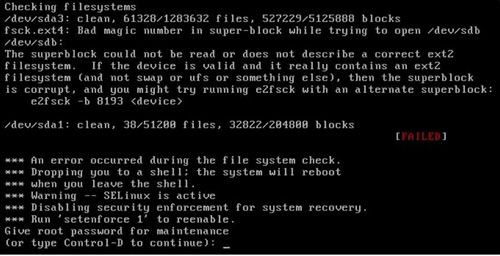 Checking filesystems
/dev/sda3: clean, 61328/1283632 files, 527229/5125888 blocks
fsck.ext4: Bad magic number in super-block while trying to open /dev/sdb
/dev/sdb:
The superblock could not be read or does not describe a correct ext2
filesystem.  If the device is valid and it really contains an ext2
filesystem (and not swap or ufs or something else), then the superblock
is corrupt, and you might try running e2fsck with an alternate superblock:
    e2fsck -b 8193 <device>
/dev/sda1: clean, 38/51200 files, 32822/204800 blocks
[FAILED]
*** An error occurred during the file system check.
*** Dropping you to a shell; the system will reboot
*** when you leave the shell.
*** Warning -- SELinux is active
*** Disabling security enforcement for system recovery.
*** Run 'setenforce 1' to reenable.
Give root password for maintenance
(or type Control-D to continue): _